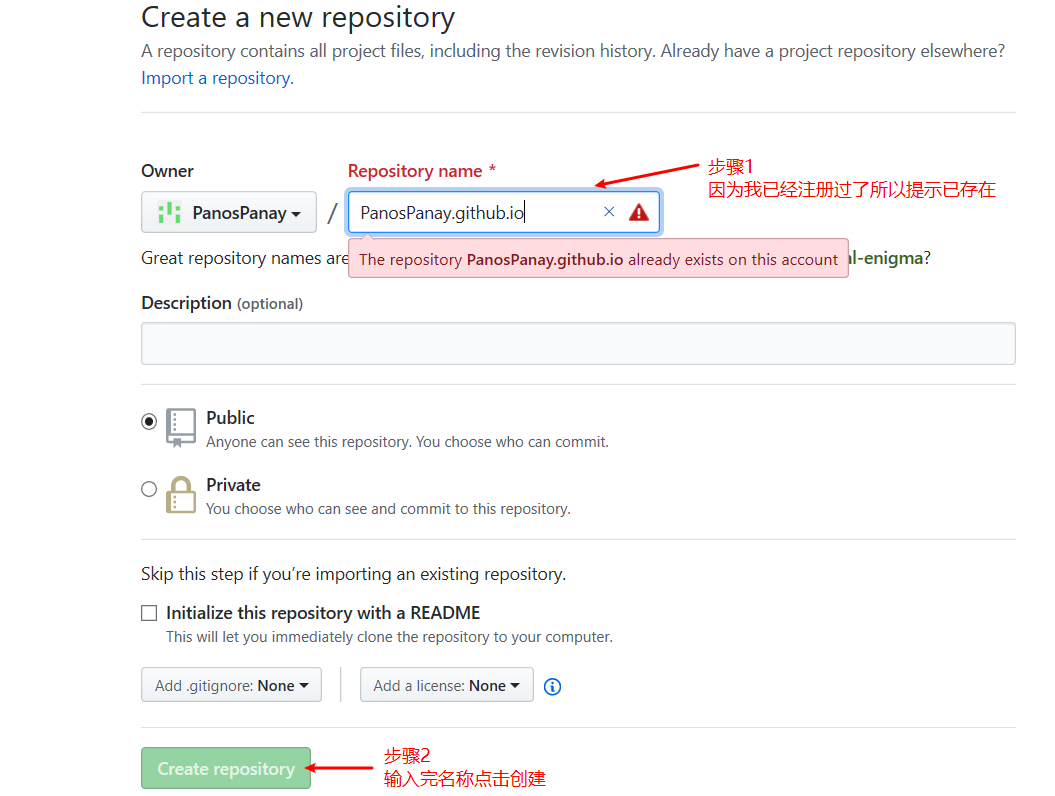 Create a new repository
A repository contains all project files, including the revision history. Already have a project repository elsewhere?
Import a repository.
Owner
Repository name *
步骤1
因为我已经注册过了所以提示已存在
PanosPanay
/
PanosPanay.github.io
Great repository names are
l-enigma?
The repository PanosPanay.github.io already exists on this account
Description (optional)
Public
Anyone can see this repository. You choose who can commit.
Private
You choose who can see and commit to this repository.
Skip this step if you’re importing an existing repository.
Initialize this repository with a README
This will let you immediately clone the repository to your computer.
Add .gitignore: None
Add a license: None
步骤2
Create repository
输入完名称点击创建